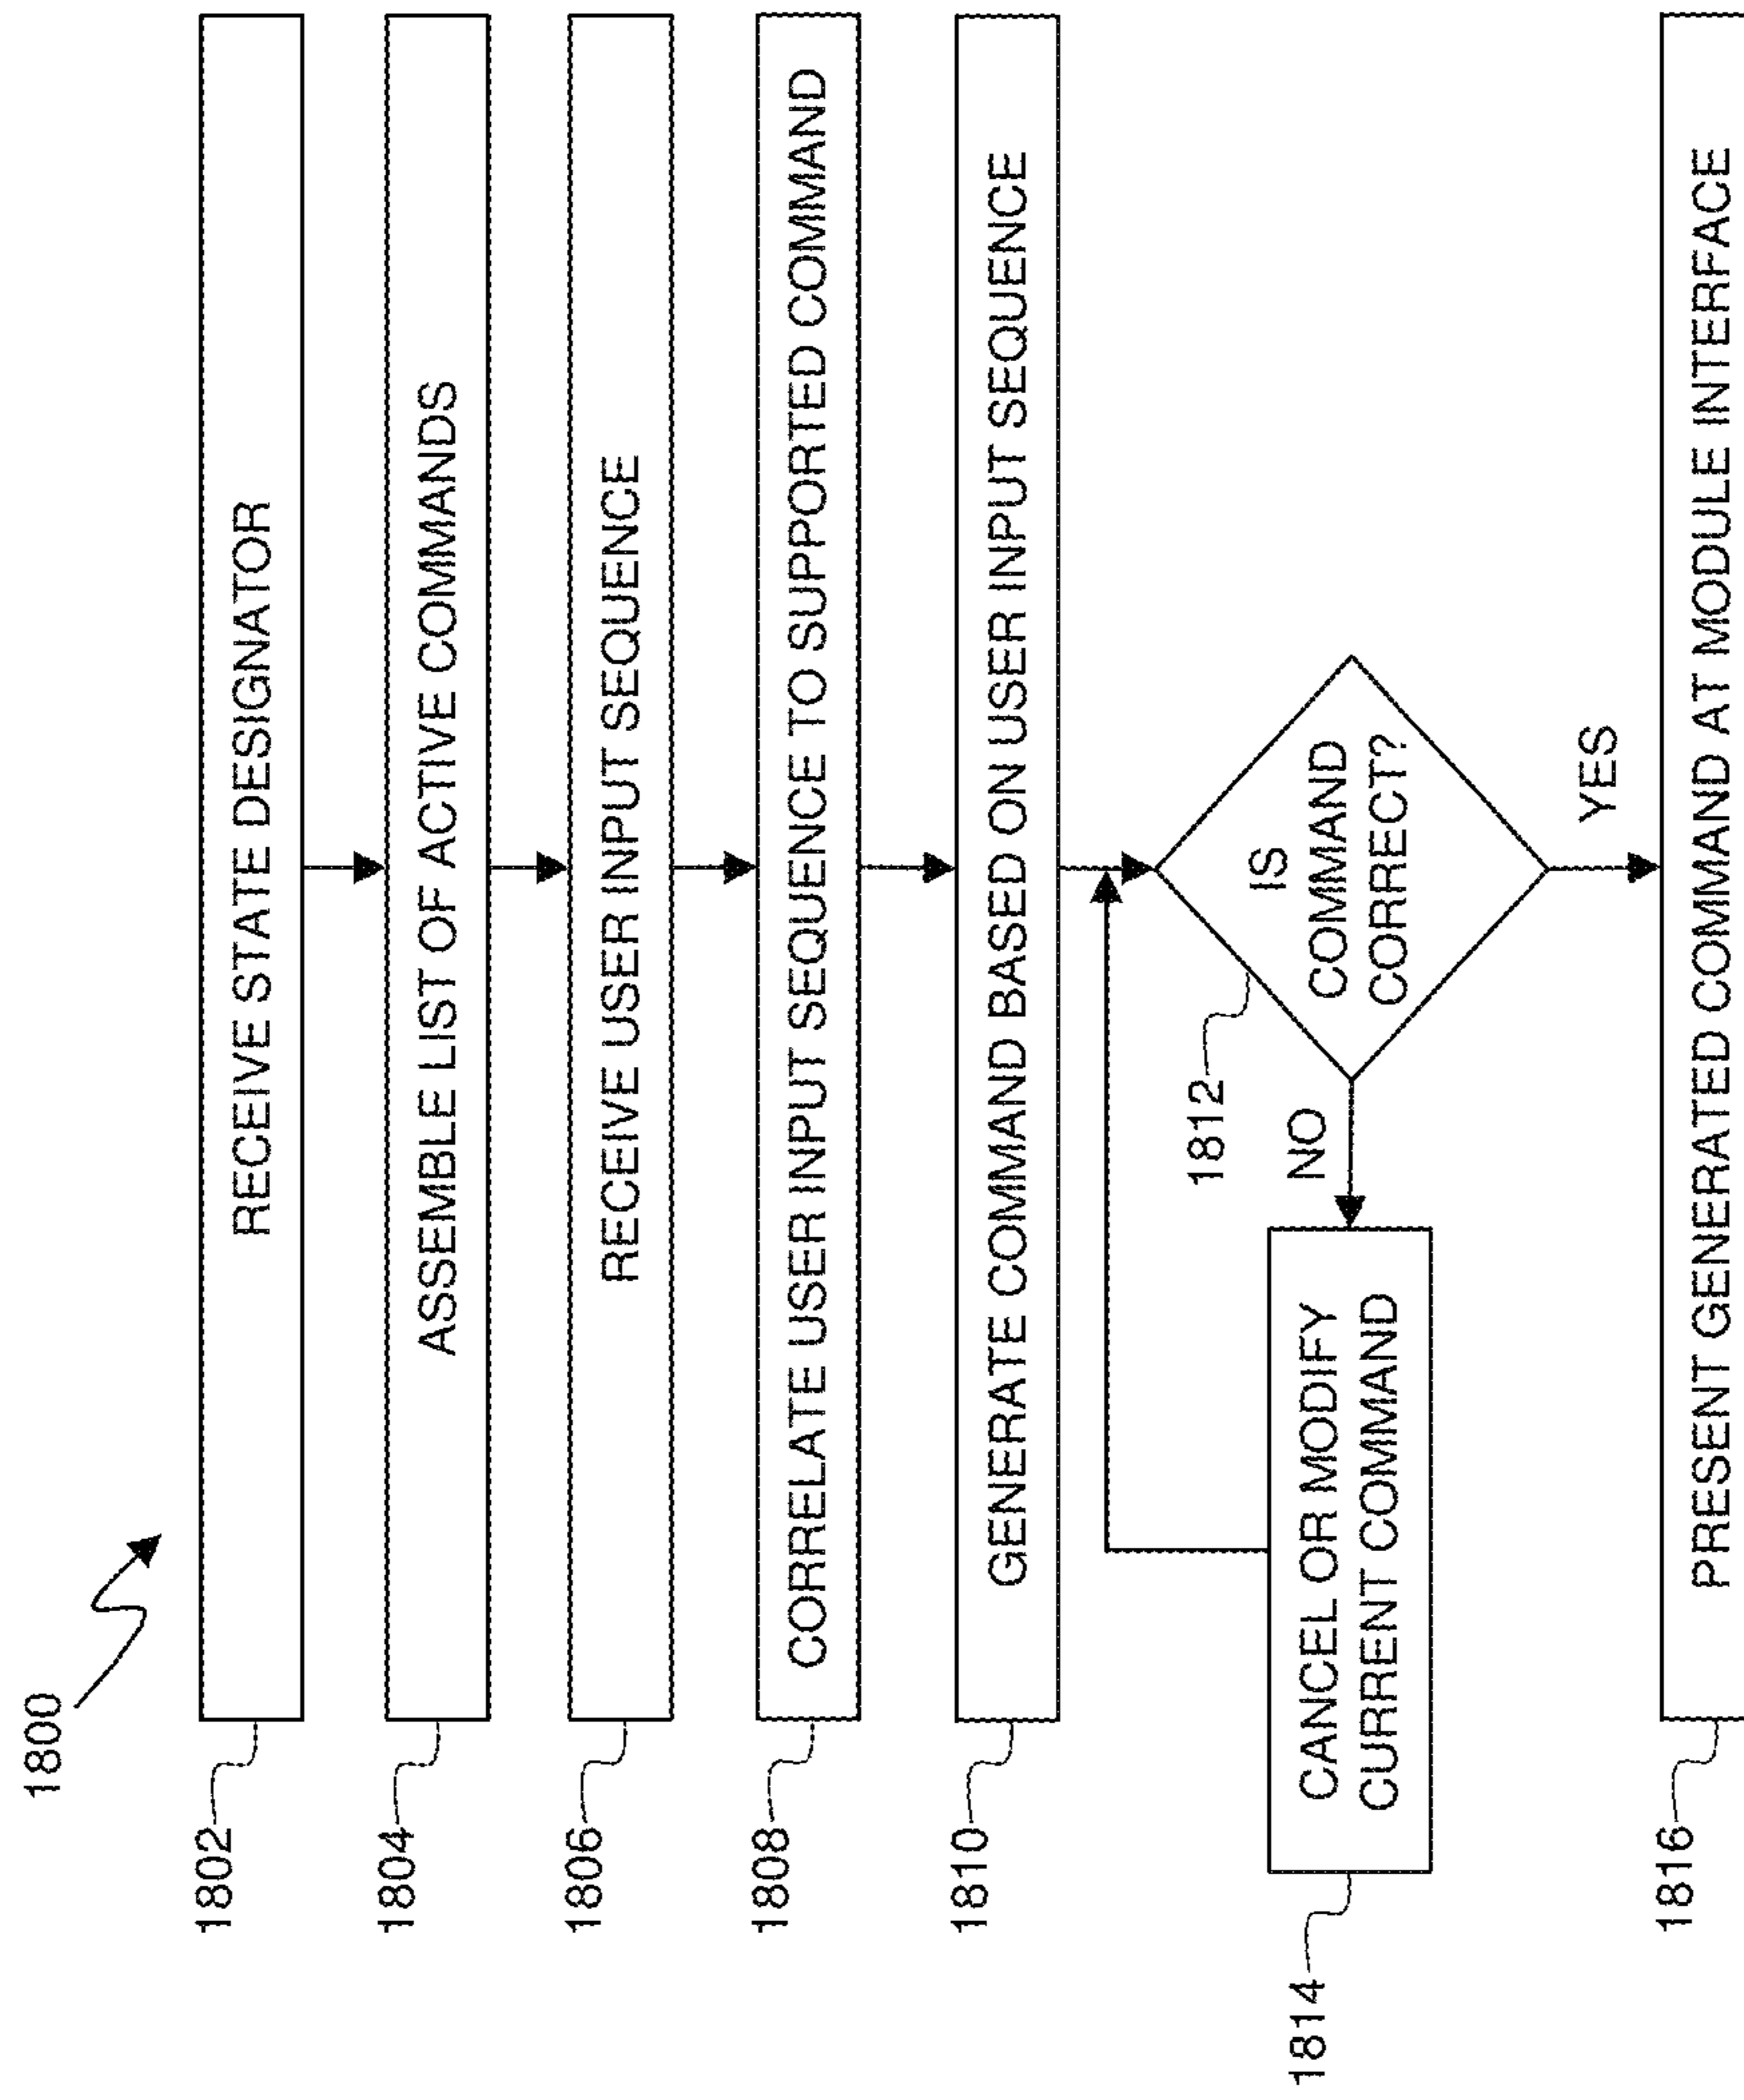 1800
1802
RECEIVE STATE DESIGNATOR
1804
ASSEMBLE LIST OF ACTIVE COMMANDS
1806
RECEIVE USER INPUT SEQUENCE
1808
CORRELATE USER INPUT SEQUENCE TO SUPPORTED COMMAND
1810
GENERATE COMMAND BASED ON USER INPUT SEQUENCE
1812
IS
COMMAND
CORRECT?
NO
1814
CANCEL OR MODIFY
CURRENT COMMAND
YES
1816
PRESENT GENERATED COMMAND AT MODULE INTERFACE